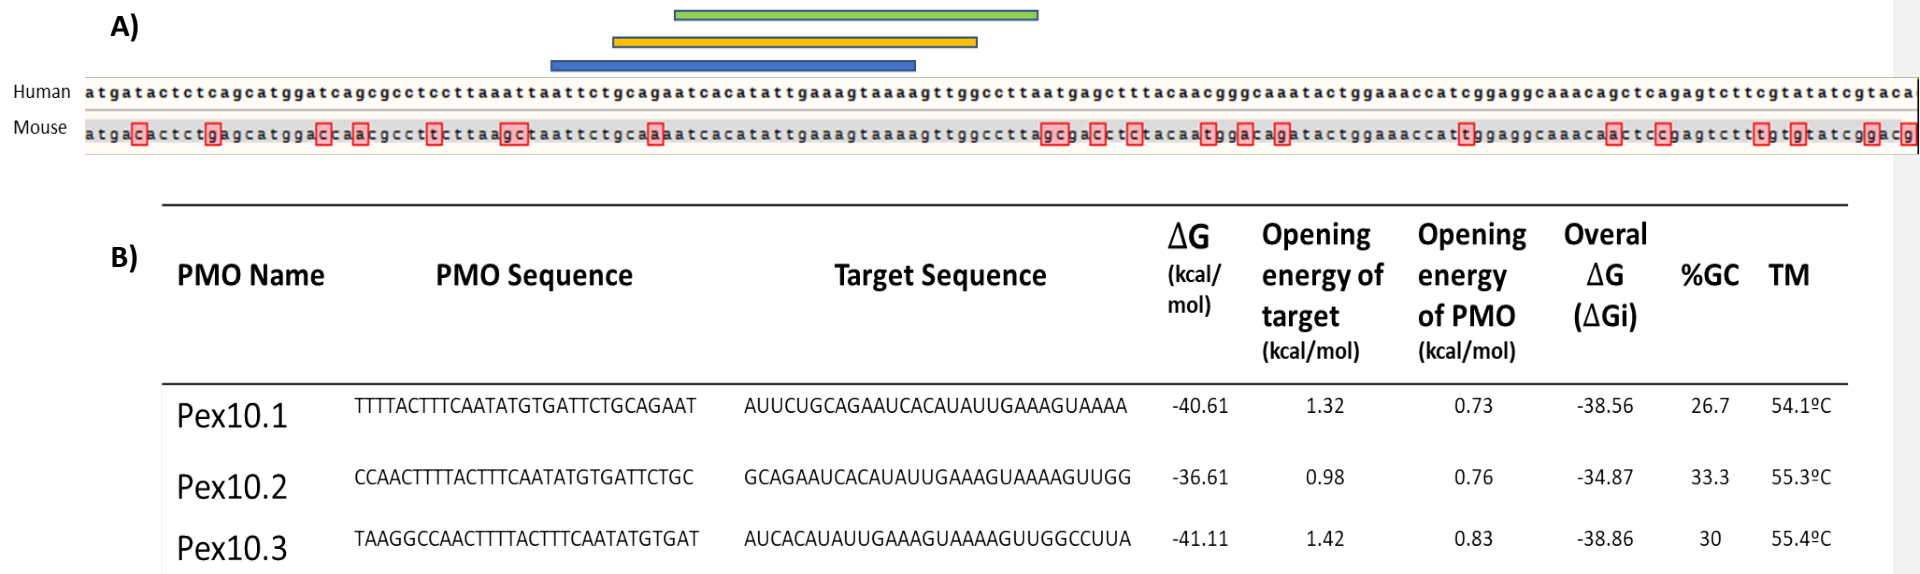 A)
Human atgatactctcagcatggatcagcgcctccttaaattaattctgcagaatcacatattgaaagtaaaagttggccttaatgagctttacaacgggcaaatactggaaaccatcggaggcaaacagctcagagtcttcgtatatcgtaca
Mouse atgacactctgagcatggaccaacgccttcttaagctaattctgcaaaatcacatattgaaagtaaaagttggccttagcgacctctacaatggacagatactggaaaccattggaggcaaacaactccgagtctttgtgtatcggacg
B)
PMO Name PMO Sequence Target Sequence ΔG (kcal/mol) Opening energy of target (kcal/mol) Opening energy of PMO (kcal/mol) Overal ΔG (ΔGi) %GC TM
Pex10.1 TTTTACTTTCAATATGTGATTCTGCAGAAT AUUCUGCAGAAUCACAUAUUGAAAGUAAAA -40.61 1.32 0.73 -38.56 26.7 54.1ºC
Pex10.2 CCAACTTTTACTTTCAATATGTGATTCTGC GCAGAAUCACAUAUUGAAAGUAAAAGUUGG -36.61 0.98 0.76 -34.87 33.3 55.3ºC
Pex10.3 TAAGGCCAACTTTTACTTTCAATATGTGAT AUCACAUAUUGAAAGUAAAAGUUGGCCUUA -41.11 1.42 0.83 -38.86 30 55.4ºC